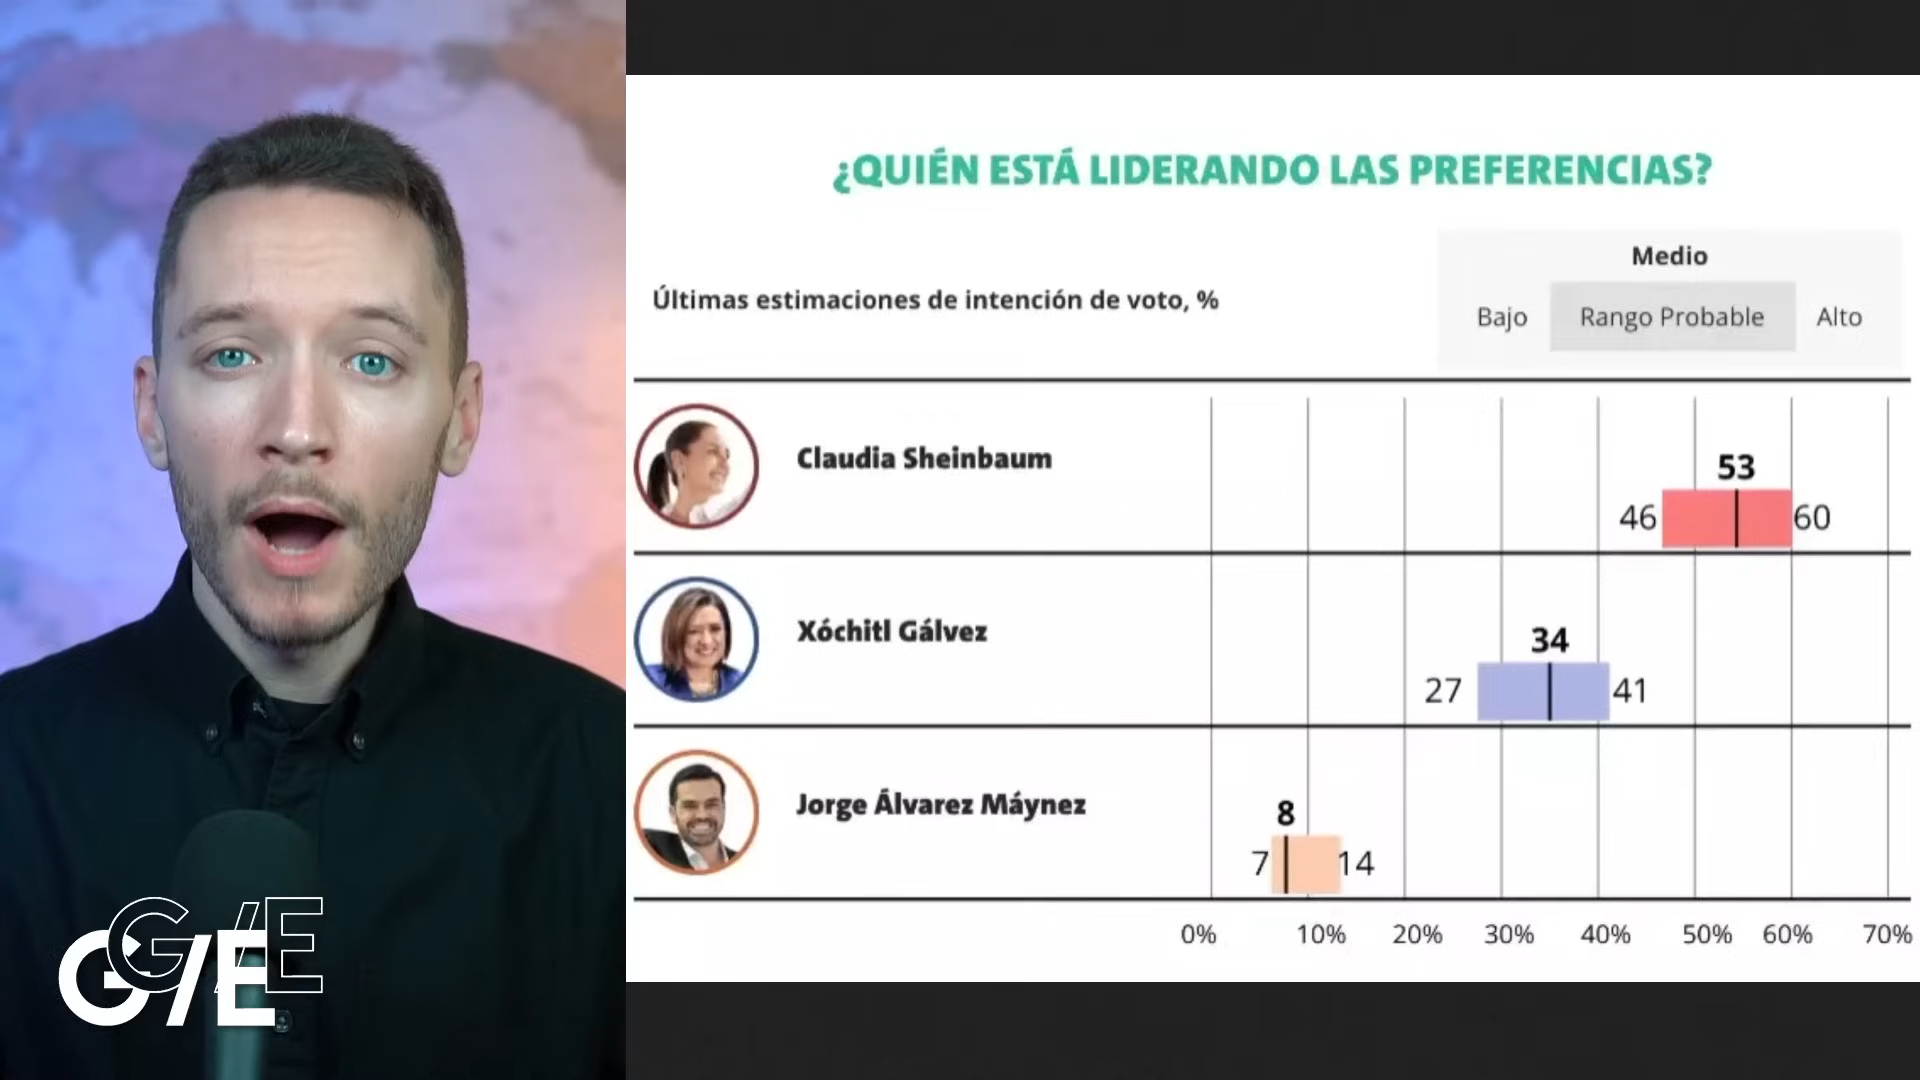 ¿QUIÉN ESTÁ LIDERANDO LAS PREFERENCIAS?
Últimas estimaciones de intención de voto, %
Medio
Bajo Rango Probable Alto
Claudia Sheinbaum
53
46 60
Xóchitl Gálvez
34
27 41
Jorge Álvarez Máynez
8
7 14
0% 10% 20% 30% 40% 50% 60% 70%
G/E
G/E